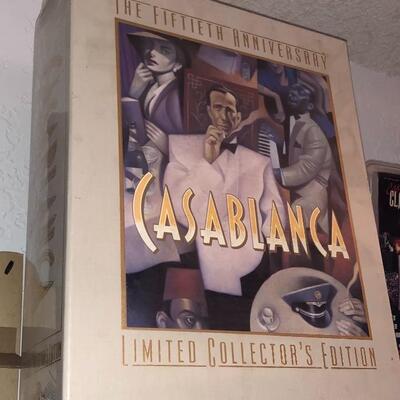 THE FIFTIETH ANNIVERSARY
CASABLANCA
LIMITED COLLECTOR'S EDITION